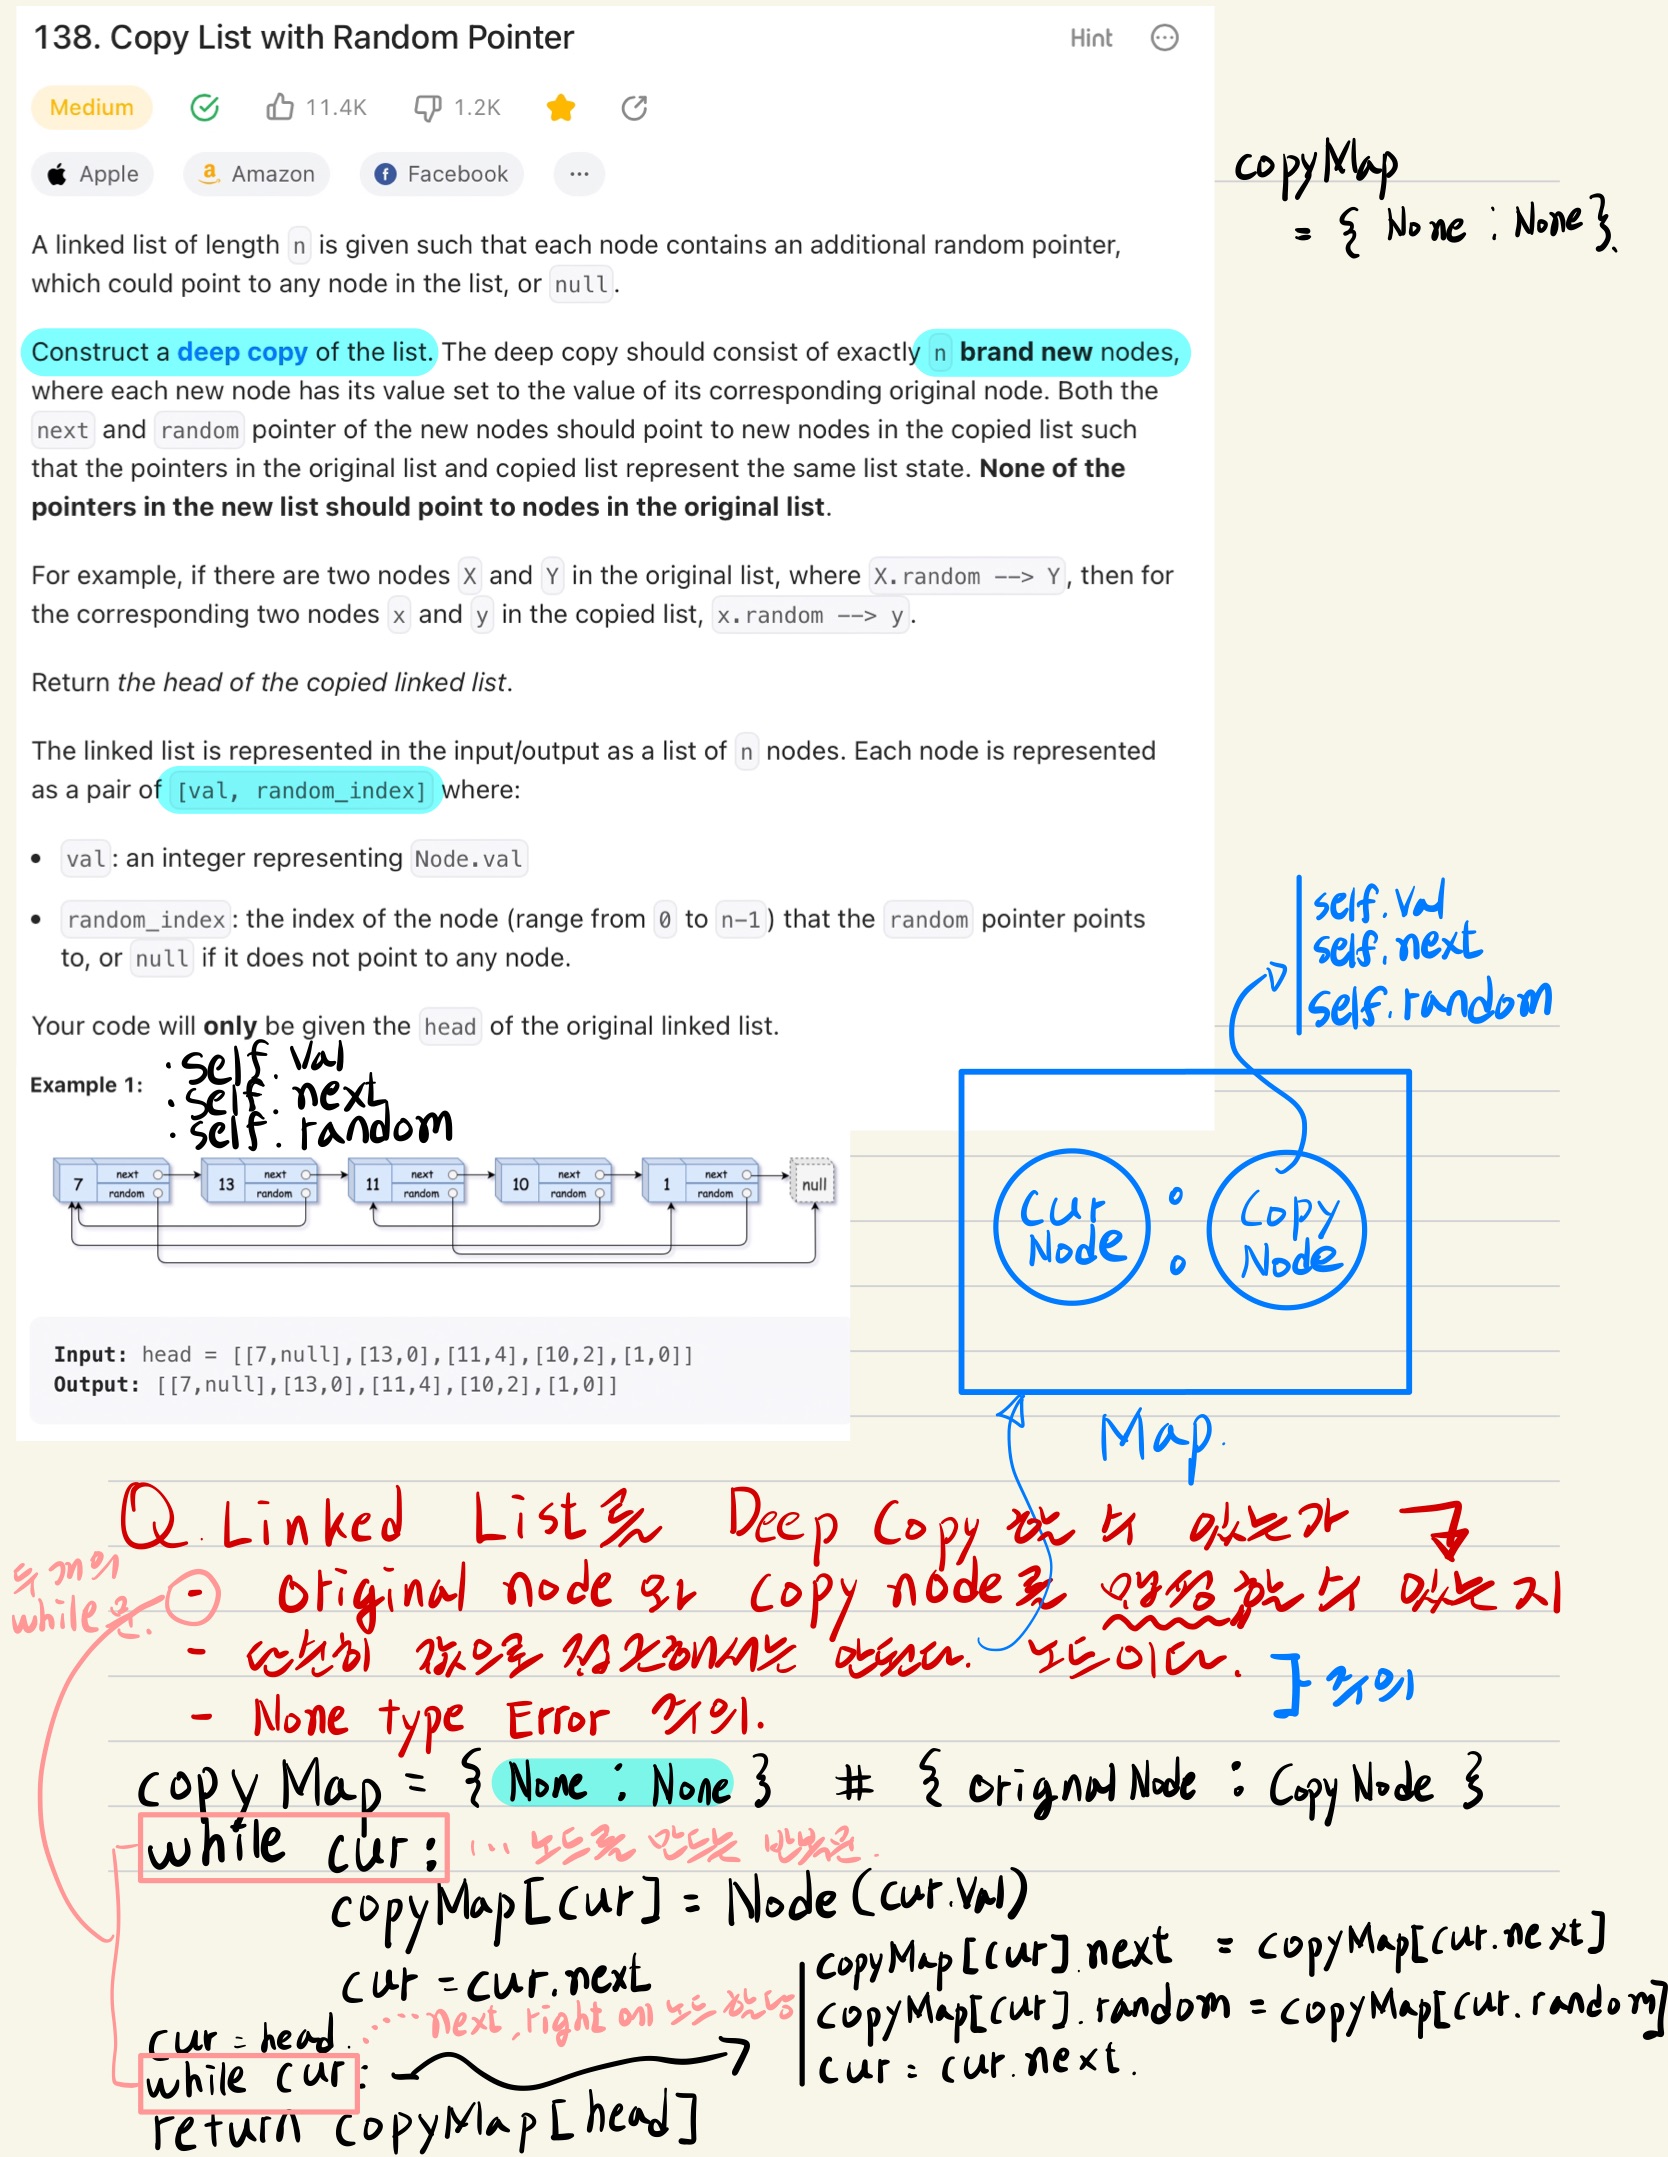 138. Copy List with Random Pointer
Hint
Medium
11.4K
1.2K
Apple
Amazon
Facebook
...
copyMap
= { None : None }.
A linked list of length n is given such that each node contains an additional random pointer,
which could point to any node in the list, or null.
Construct a deep copy of the list. The deep copy should consist of exactly n brand new nodes,
where each new node has its value set to the value of its corresponding original node. Both the
next and random pointer of the new nodes should point to new nodes in the copied list such
that the pointers in the original list and copied list represent the same list state. None of the
pointers in the new list should point to nodes in the original list.
For example, if there are two nodes X and Y in the original list, where X.random --> Y, then for
the corresponding two nodes x and y in the copied list, x.random --> y.
Return the head of the copied linked list.
The linked list is represented in the input/output as a list of n nodes. Each node is represented
as a pair of [val, random_index] where:
• val: an integer representing Node.val
• random_index: the index of the node (range from 0 to n-1) that the random pointer points
to, or null if it does not point to any node.
Your code will only be given the head of the original linked list.
self.val
self.next
self.random
Example 1:
· self.val
· self.next
· self.random
7 next random
13 next random
11 next random
10 next random
1 next random
null
Input: head = [[7,null],[13,0],[11,4],[10,2],[1,0]]
Output: [[7,null],[13,0],[11,4],[10,2],[1,0]]
Cur Node : Copy Node
Map.
Q. Linked List를 Deep Copy 할 수 있는가
두 개의
while 문.
- original node 와 copy node를 맵핑 할 수 있는지
- 단순히 값으로 접근해서는 안된다. 노드이다.
- None type Error 주의.
} 주의
copyMap = { None : None } # { orignal Node : Copy Node }
while cur: ... 노드를 만드는 반복문.
copyMap[cur] = Node(cur.val)
cur = cur.next
cur = head. ..... next, right에 노드 할당
while cur:
copyMap[cur].next = copyMap[cur.next]
copyMap[cur].random = copyMap[cur.random]
cur = cur.next.
return copyMap[head]